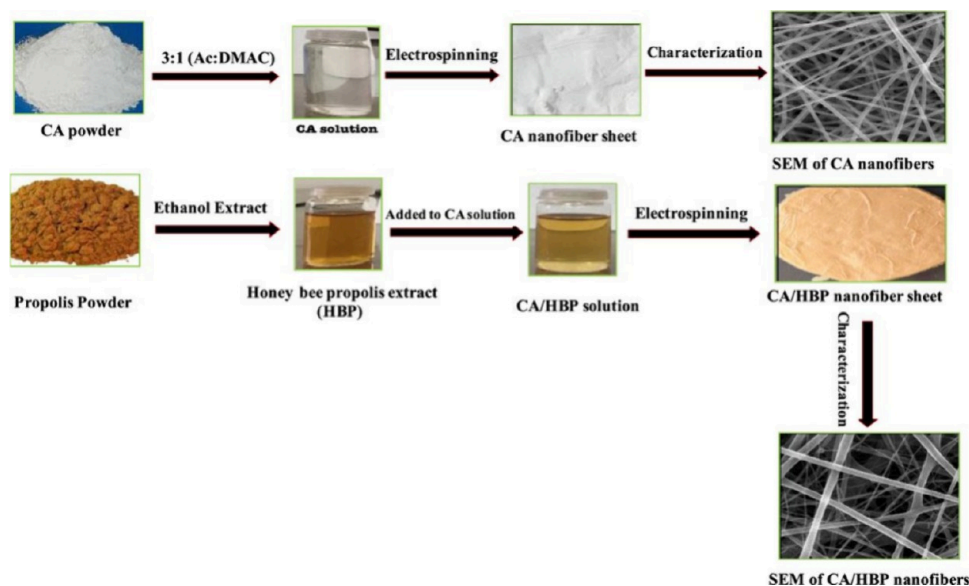 3:1 (Ac:DMAC)
Electrospinning
Characterization
CA powder
CA solution
CA nanofiber sheet
SEM of CA nanofibers
Ethanol Extract
Added to CA solution
Electrospinning
Propolis Powder
Honey bee propolis extract
(HBP)
CA/HBP solution
CA/HBP nanofiber sheet
Characterization
SEM of CA/HBP nanofibers